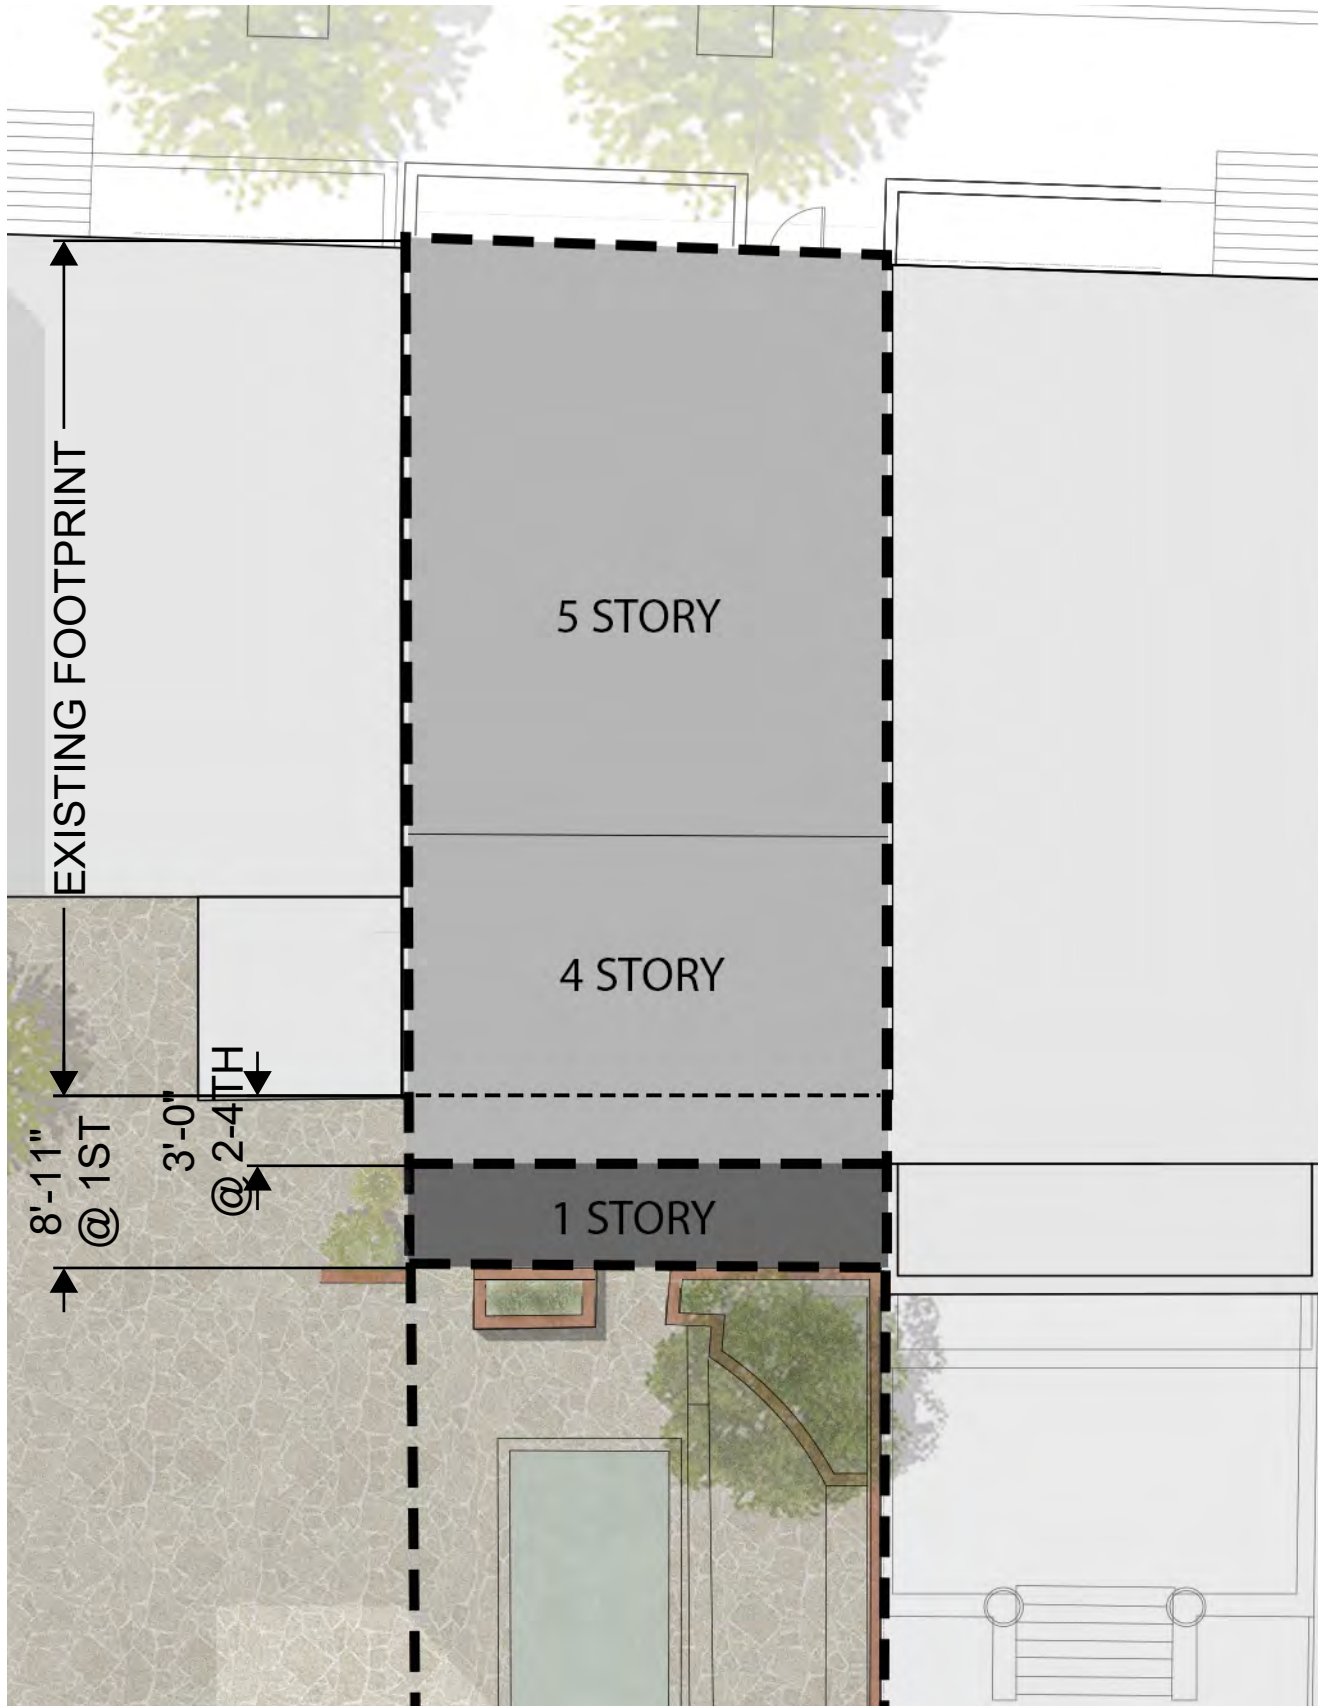 EXISTING FOOTPRINT
5 STORY
4 STORY
3'-0"
@ 2-4TH
8'-11"
@ 1ST
1 STORY